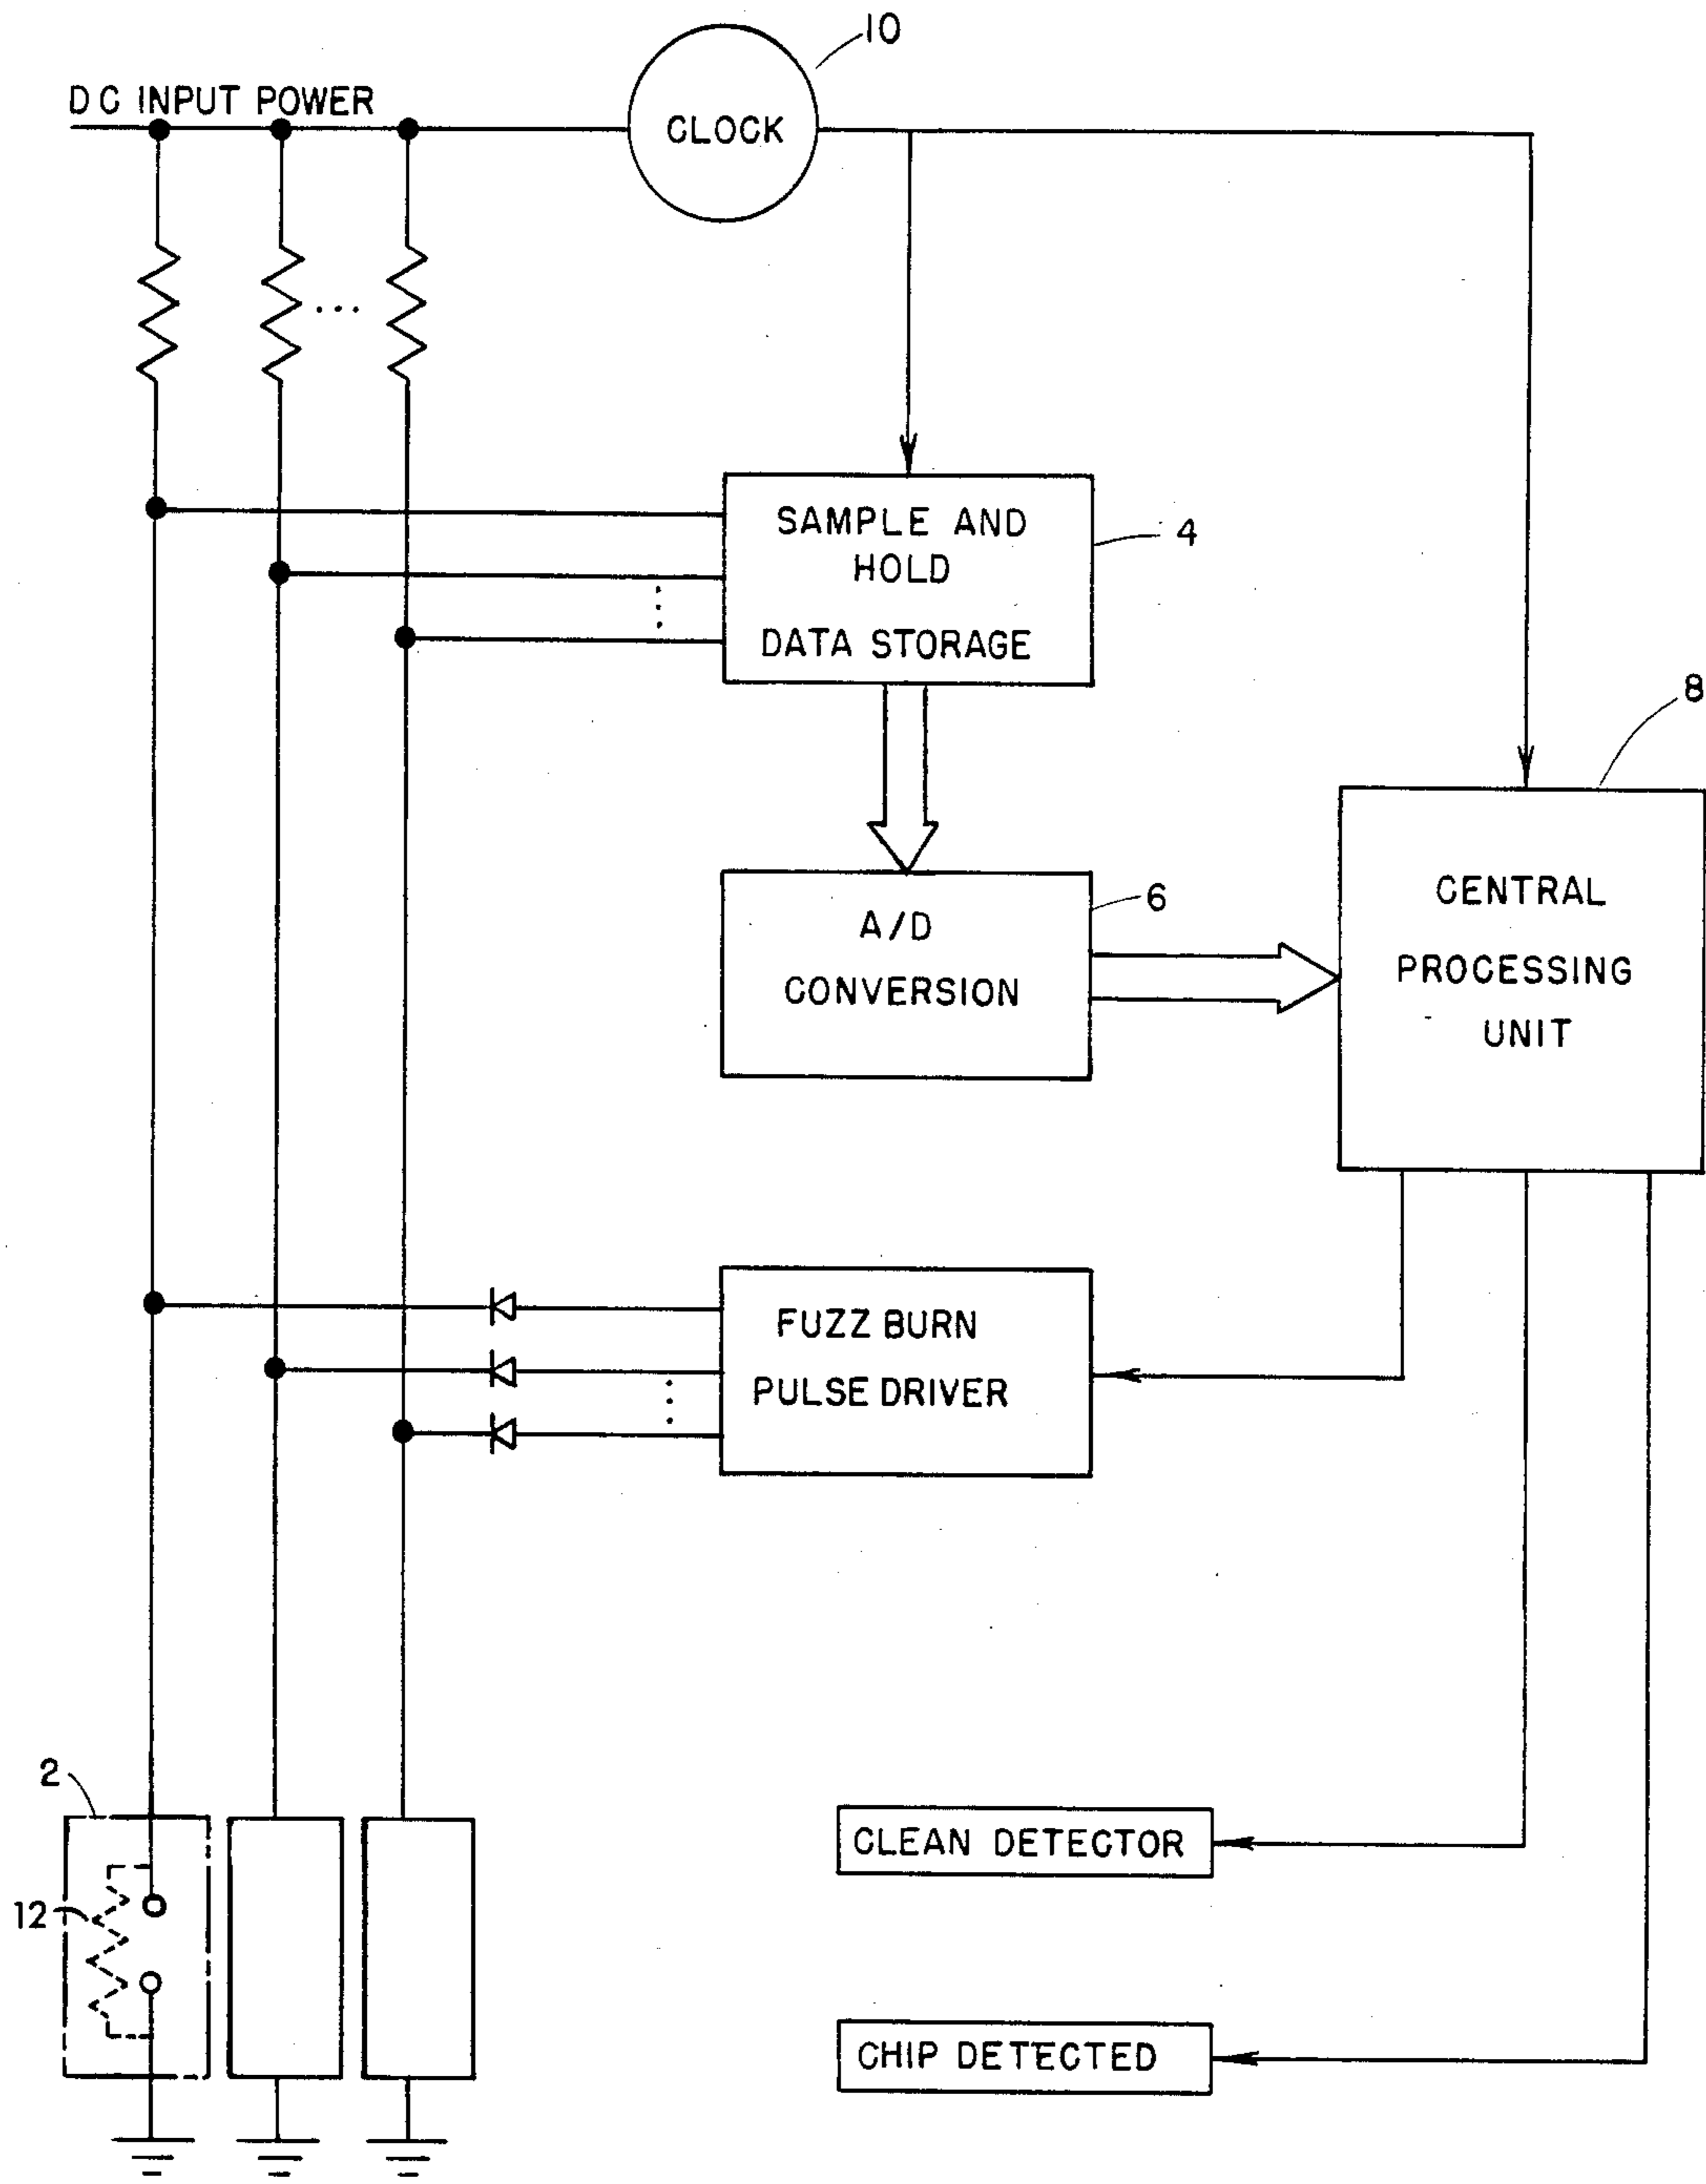 10
DC INPUT POWER
CLOCK
SAMPLE AND
HOLD
DATA STORAGE
4
8
A/D
CONVERSION
6
CENTRAL
PROCESSING
UNIT
FUZZ BURN
PULSE DRIVER
2
12
CLEAN DETECTOR
CHIP DETECTED